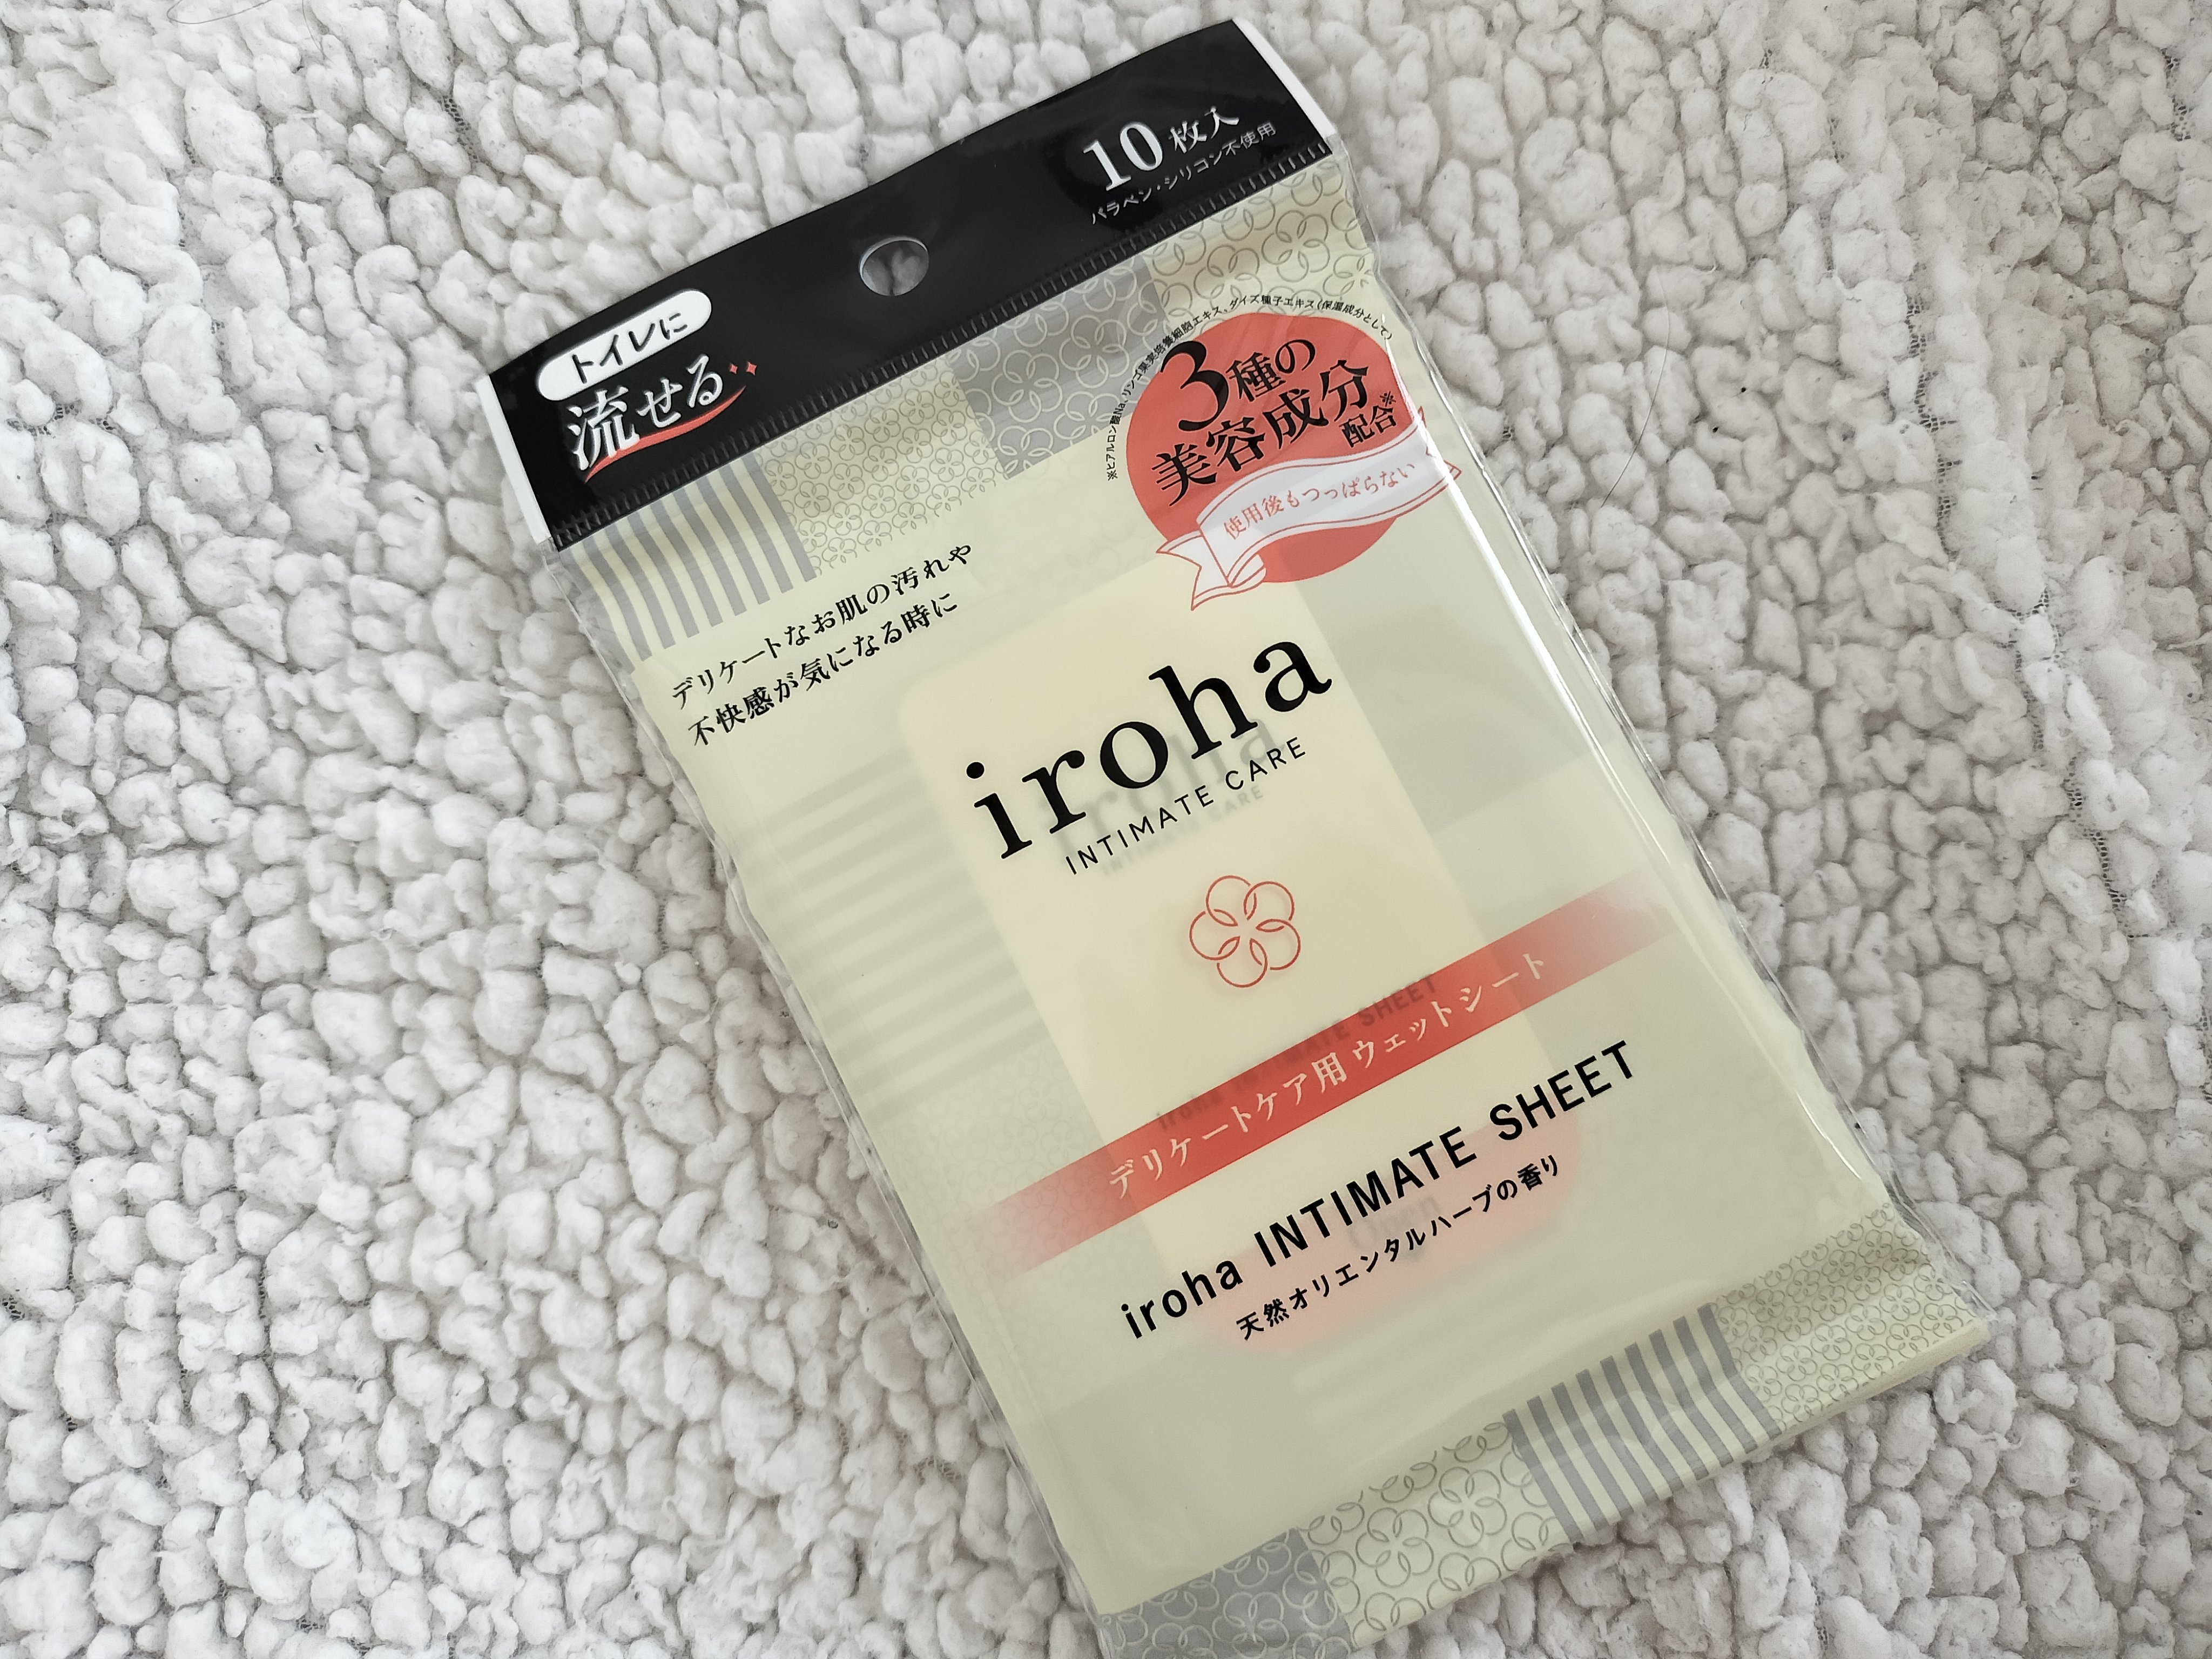 10枚入
パラベン・シリコン不使用
トイレに
流せる
※ヒアルロン酸Na、リンゴ果実培養細胞エキス、ダイズ種子エキス(保湿成分として)
3種の
美容成分
配合※
使用後もつっぱらない
デリケートなお肌の汚れや
不快感が気になる時に
iroha
INTIMATE CARE
デリケートケア用 ウェットシート
iroha INTIMATE SHEET
天然オリエンタルハーブの香り